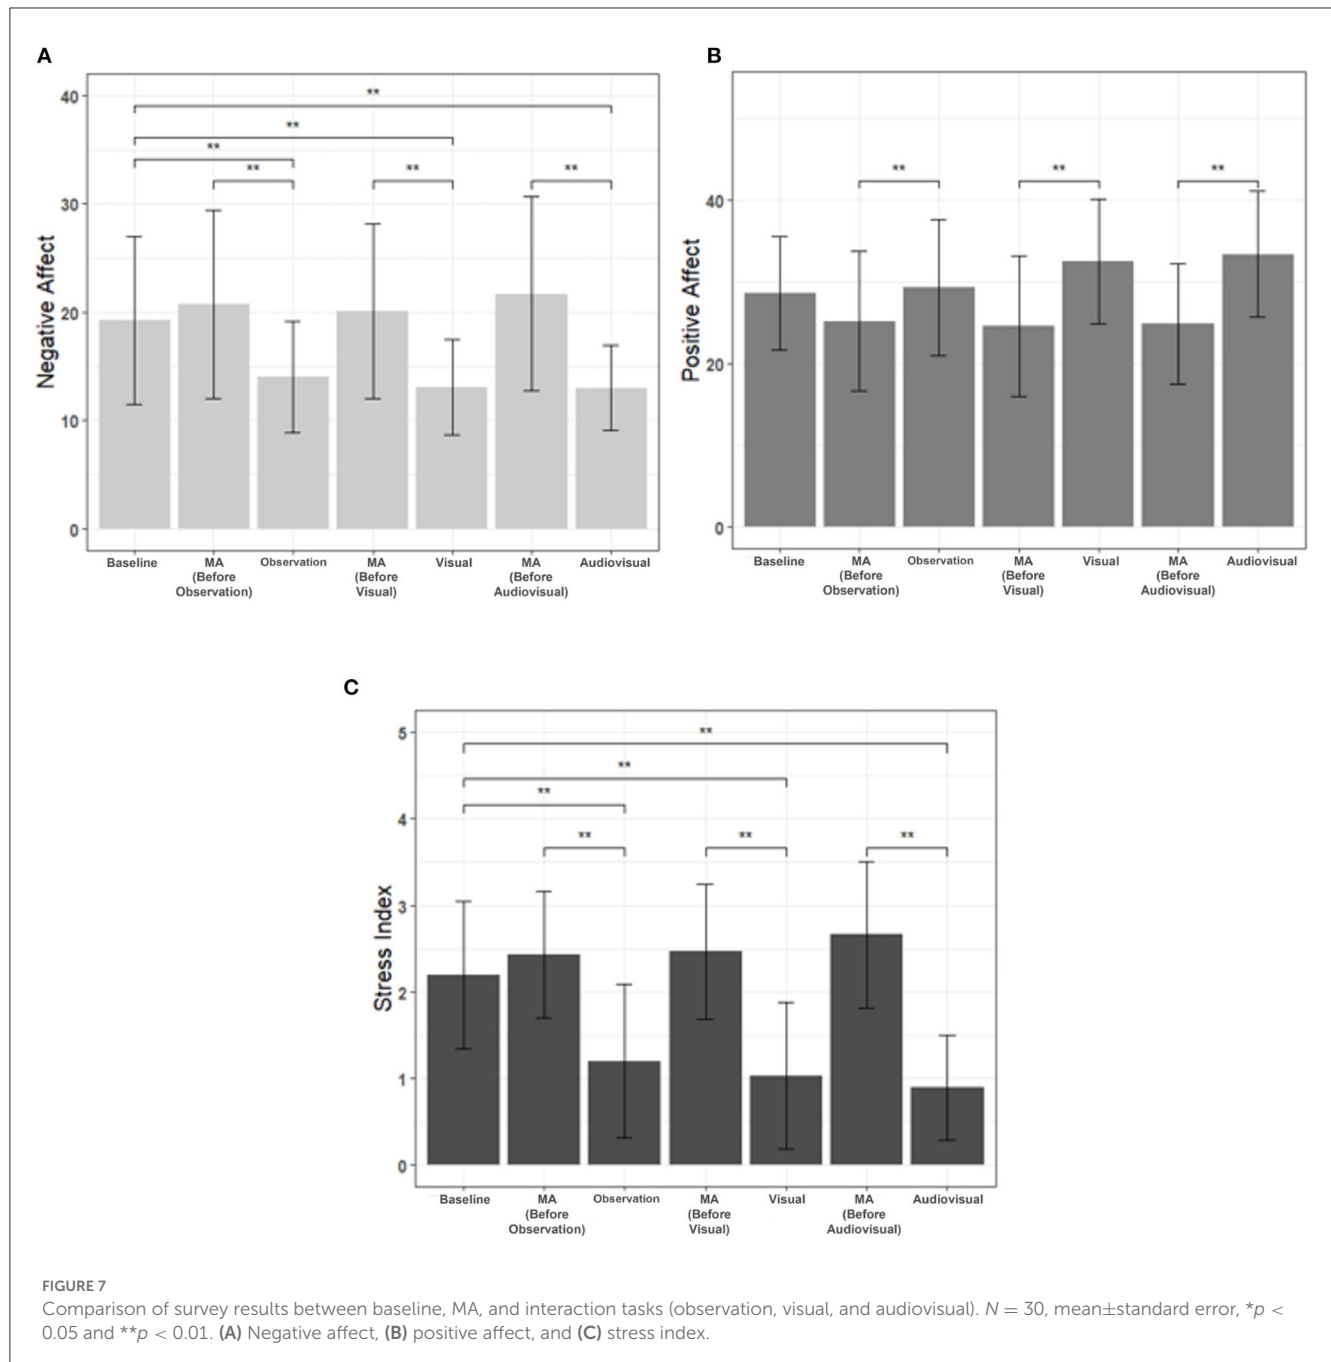 A
Negative Affect
40
30
20
10
0
**
**
**
**
**
**
Baseline
MA
(Before
Observation)
Observation
MA
(Before
Visual)
Visual
MA
(Before
Audiovisual)
Audiovisual
B
Positive Affect
40
20
0
**
**
**
Baseline
MA
(Before
Observation)
Observation
MA
(Before
Visual)
Visual
MA
(Before
Audiovisual)
Audiovisual
C
Stress Index
5
4
3
2
1
0
**
**
**
**
**
**
Baseline
MA
(Before
Observation)
Observation
MA
(Before
Visual)
Visual
MA
(Before
Audiovisual)
Audiovisual
FIGURE 7
Comparison of survey results between baseline, MA, and interaction tasks (observation, visual, and audiovisual). N = 30, mean±standard error, *p <
0.05 and **p < 0.01. (A) Negative affect, (B) positive affect, and (C) stress index.